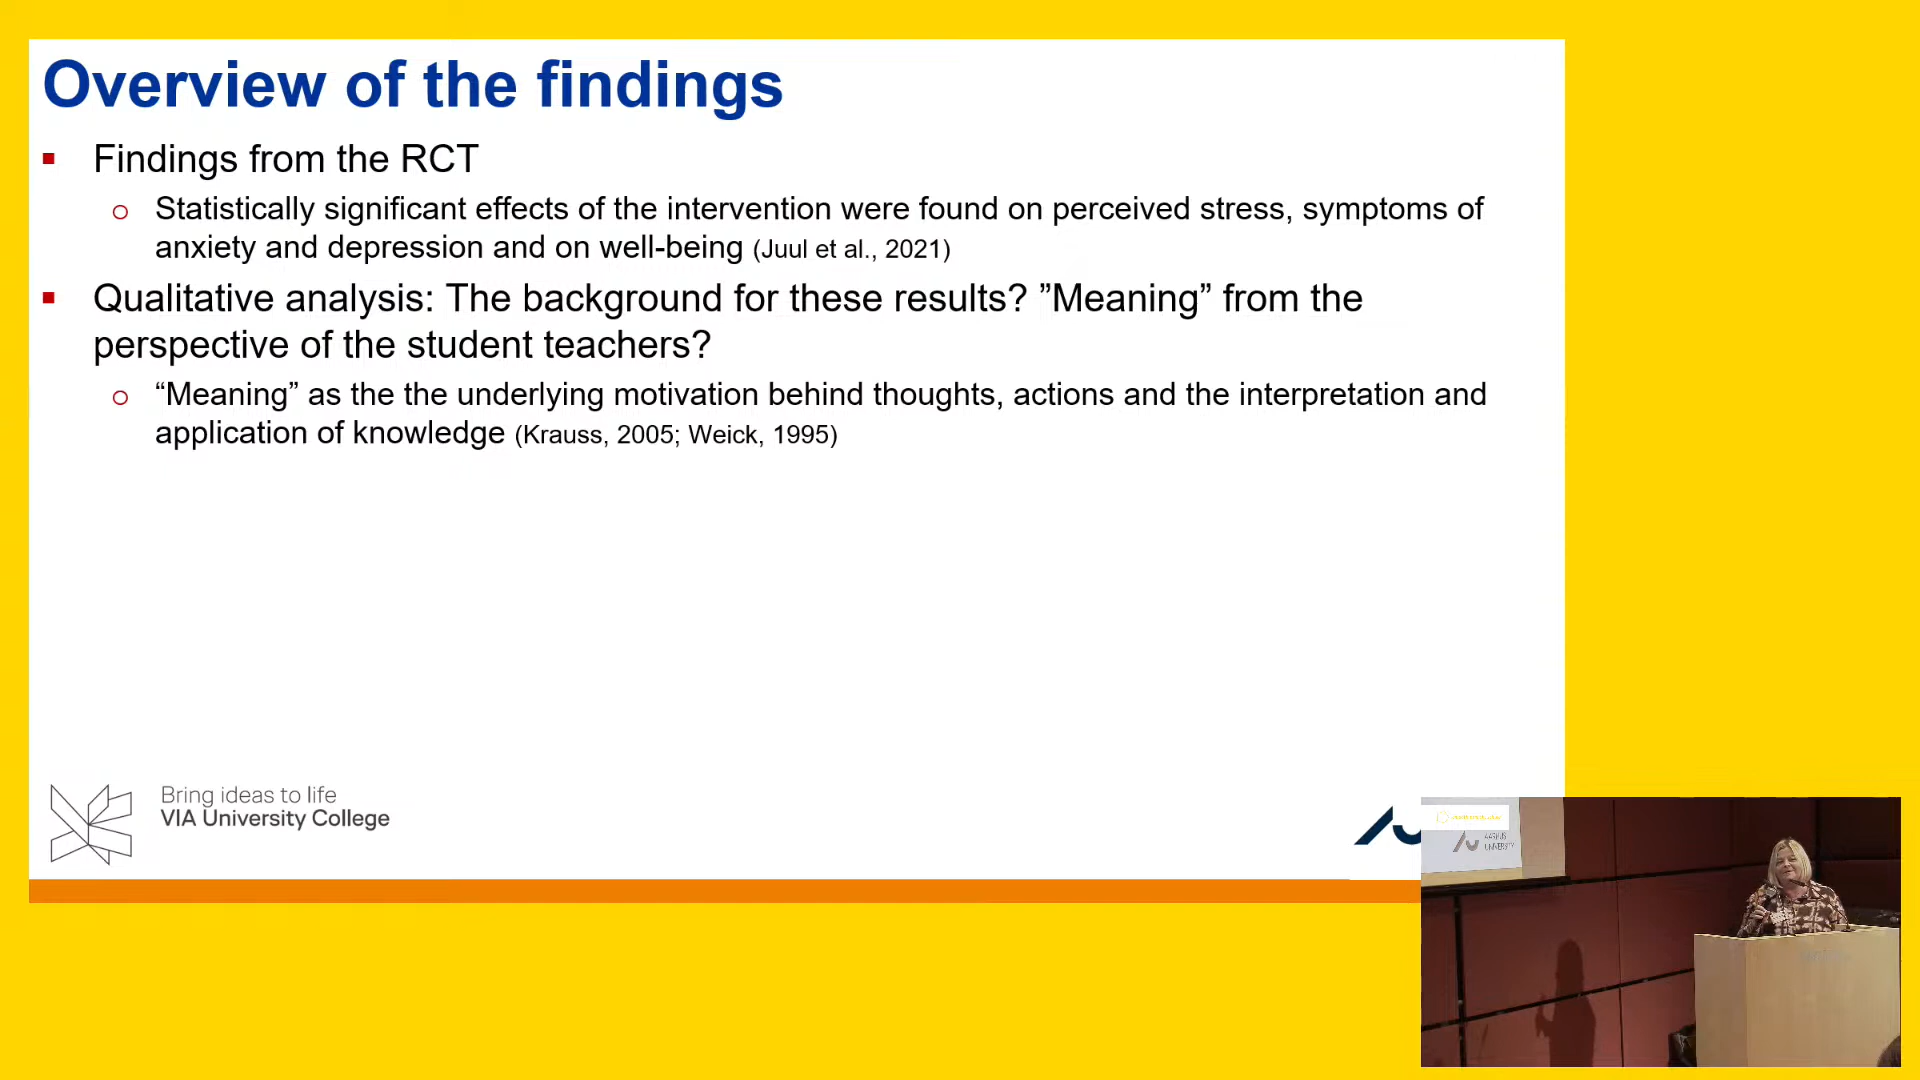 Overview of the findings
Findings from the RCT
Statistically significant effects of the intervention were found on perceived stress, symptoms of
anxiety and depression and on well-being (Juul et al., 2021)
Qualitative analysis: The background for these results? ”Meaning” from the
perspective of the student teachers?
“Meaning” as the the underlying motivation behind thoughts, actions and the interpretation and
application of knowledge (Krauss, 2005; Weick, 1995)
Bring ideas to life
VIA University College
AARHUS
UNIVERSITY